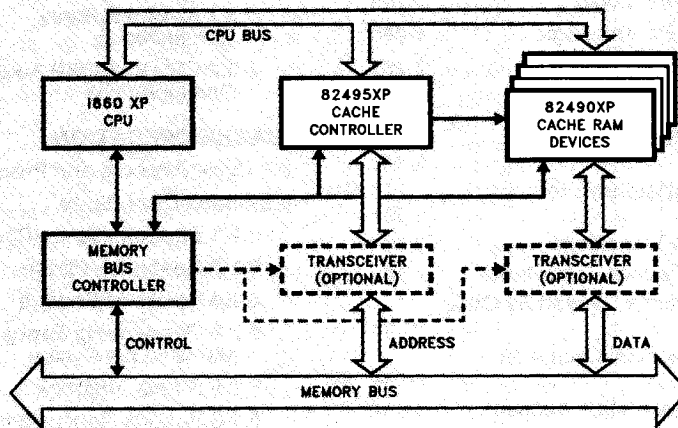 CPU BUS
i860 XP
CPU
82495XP
CACHE
CONTROLLER
82490XP
CACHE RAM
DEVICES
MEMORY
BUS
CONTROLLER
TRANSCEIVER
(OPTIONAL)
TRANSCEIVER
(OPTIONAL)
CONTROL
ADDRESS
DATA
MEMORY BUS